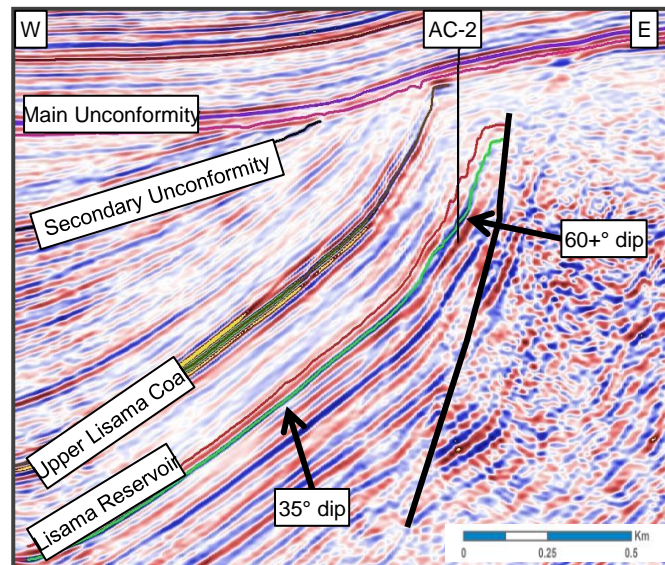 W
AC-2
E
Main Unconformity
Secondary Unconformity
60+° dip
Upper Lisama Coa
Lisama Reservoir
35° dip
Km
0
0.25
0.5